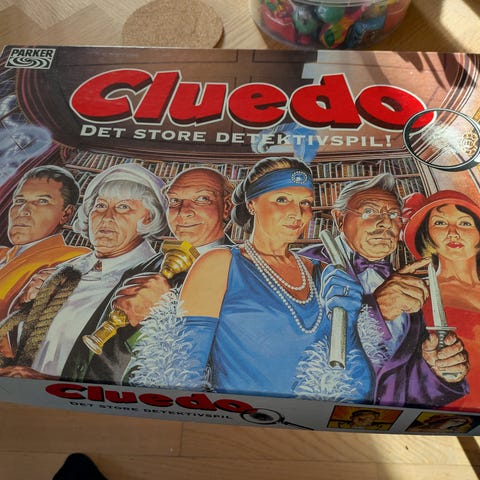 PARKER
Cluedo
DET STORE DETEKTIVSPIL!
Cluedo
DET STORE DETEKTIVSPIL